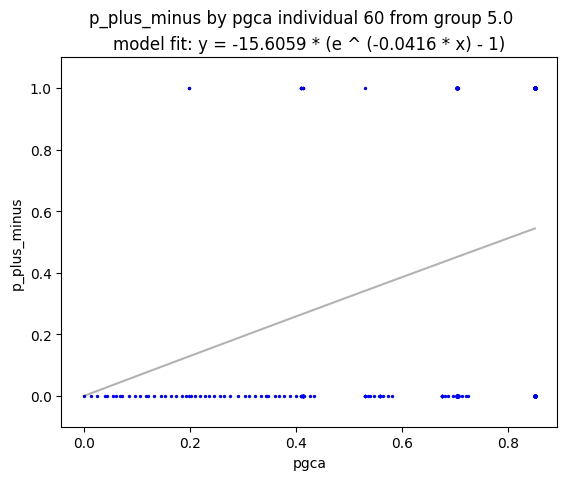 p_plus_minus by pgca individual 60 from group 5.0
model fit: y = -15.6059 * (e ^ (-0.0416 * x) - 1)
1.0
0.8
0.6
0.4
0.2
0.0
p_plus_minus
0.0 0.2 0.4 0.6 0.8
pgca